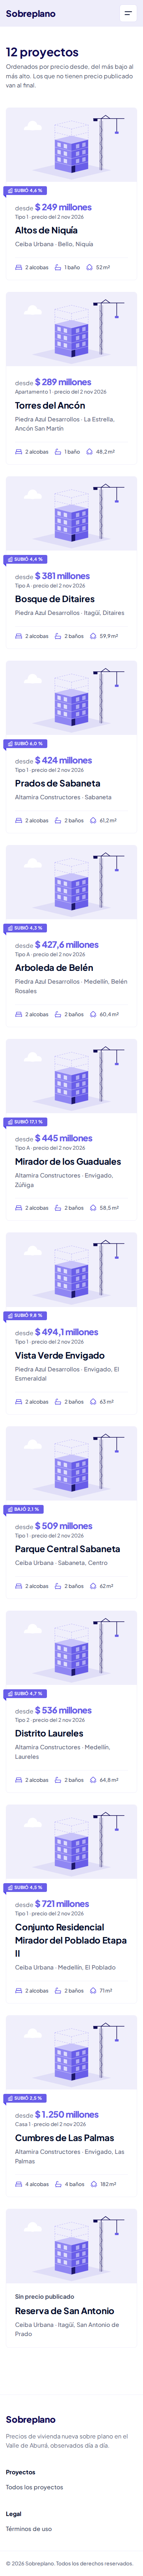 Sobreplano
12 proyectos
Ordenados por precio desde, del más bajo al
más alto. Los que no tienen precio publicado
van al final.
SUBIÓ 4,6 %
desde $ 249 millones
Tipo 1 · precio del 2 nov 2026
Altos de Niquía
Ceiba Urbana · Bello, Niquía
2 alcobas 1 baño 52 m²
desde $ 289 millones
Apartamento 1 · precio del 2 nov 2026
Torres del Ancón
Piedra Azul Desarrollos · La Estrella,
Ancón San Martín
2 alcobas 1 baño 48,2 m²
SUBIÓ 4,4 %
desde $ 381 millones
Tipo A · precio del 2 nov 2026
Bosque de Ditaires
Piedra Azul Desarrollos · Itagüí, Ditaires
2 alcobas 2 baños 59,9 m²
SUBIÓ 6,0 %
desde $ 424 millones
Tipo 1 · precio del 2 nov 2026
Prados de Sabaneta
Altamira Constructores · Sabaneta
2 alcobas 2 baños 61,2 m²
SUBIÓ 4,3 %
desde $ 427,6 millones
Tipo A · precio del 2 nov 2026
Arboleda de Belén
Piedra Azul Desarrollos · Medellín, Belén
Rosales
2 alcobas 2 baños 60,4 m²
SUBIÓ 17,1 %
desde $ 445 millones
Tipo A · precio del 2 nov 2026
Mirador de los Guaduales
Altamira Constructores · Envigado,
Zúñiga
2 alcobas 2 baños 58,5 m²
SUBIÓ 9,8 %
desde $ 494,1 millones
Tipo 1 · precio del 2 nov 2026
Vista Verde Envigado
Piedra Azul Desarrollos · Envigado, El
Esmeraldal
2 alcobas 2 baños 63 m²
BAJÓ 2,1 %
desde $ 509 millones
Tipo 1 · precio del 2 nov 2026
Parque Central Sabaneta
Ceiba Urbana · Sabaneta, Centro
2 alcobas 2 baños 62 m²
SUBIÓ 4,7 %
desde $ 536 millones
Tipo 2 · precio del 2 nov 2026
Distrito Laureles
Altamira Constructores · Medellín,
Laureles
2 alcobas 2 baños 64,8 m²
SUBIÓ 4,5 %
desde $ 721 millones
Tipo 1 · precio del 2 nov 2026
Conjunto Residencial
Mirador del Poblado Etapa
II
Ceiba Urbana · Medellín, El Poblado
2 alcobas 2 baños 71 m²
SUBIÓ 2,5 %
desde $ 1.250 millones
Casa 1 · precio del 2 nov 2026
Cumbres de Las Palmas
Altamira Constructores · Envigado, Las
Palmas
4 alcobas 4 baños 182 m²
Sin precio publicado
Reserva de San Antonio
Ceiba Urbana · Itagüí, San Antonio de
Prado
Sobreplano
Precios de vivienda nueva sobre plano en el
Valle de Aburrá, observados día a día.
Proyectos
Todos los proyectos
Legal
Términos de uso
© 2026 Sobreplano. Todos los derechos reservados.